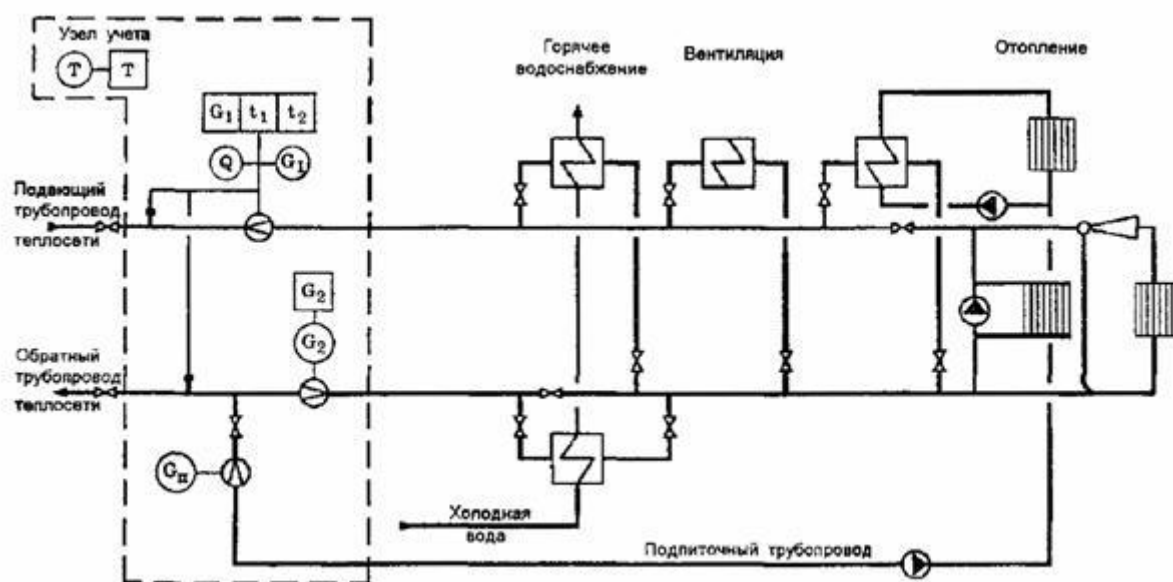 Узел учета
T T
G₁ t₁ t₂
Q G₁
Подающий
трубопровод
теплосети
G₂
G₂
Обратный
трубопровод
теплосети
Gп
Горячее
водоснабжение
Вентиляция
Отопление
Холодная
вода
Подпиточный трубопровод